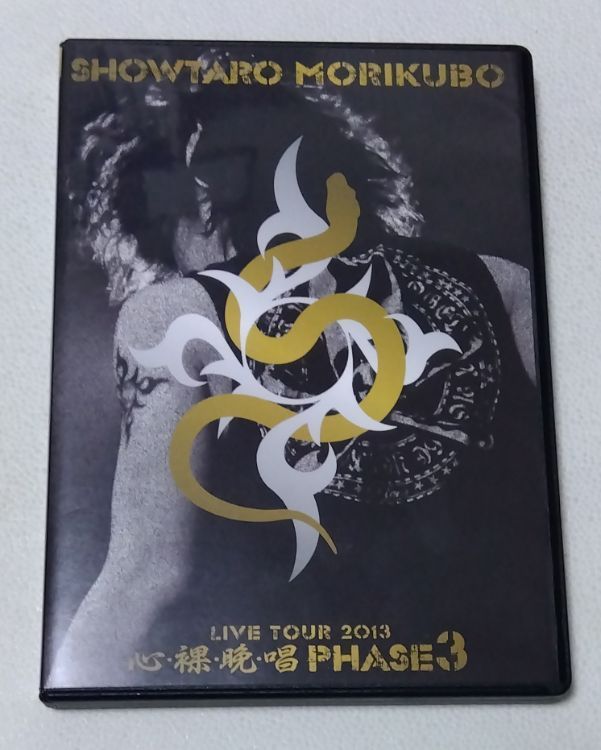 SHOWTARO MORIKUBO
LIVE TOUR 2013
心・裸・晩・唱 PHASE3